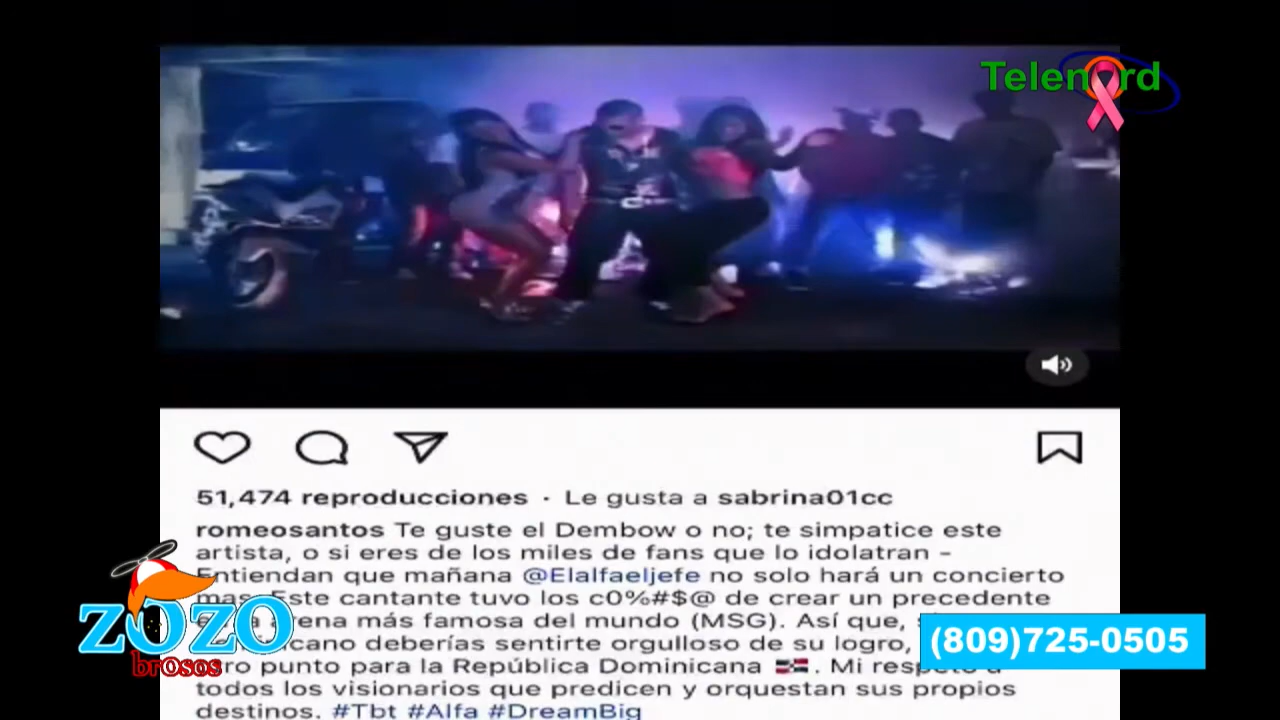 Telenord
51,474 reproducciones · Le gusta a sabrina01cc
romeosantos Te guste el Dembow o no; te simpatice este
artista, o si eres de los miles de fans que lo idolatran -
Entiendan que mañana @Elalfaeljefe no solo hará un concierto
mas. Este cantante tuvo los c0%#$@ de crear un precedente
arena más famosa del mundo (MSG). Así que,
deberías sentirte orgulloso de su logro,
punto para la República Dominicana 🇩🇴. Mi
todos los visionarios que predicen y orquestan sus propios
destinos. #Tbt #Alfa #DreamBig
ZOZO
brOsos
(809)725-0505